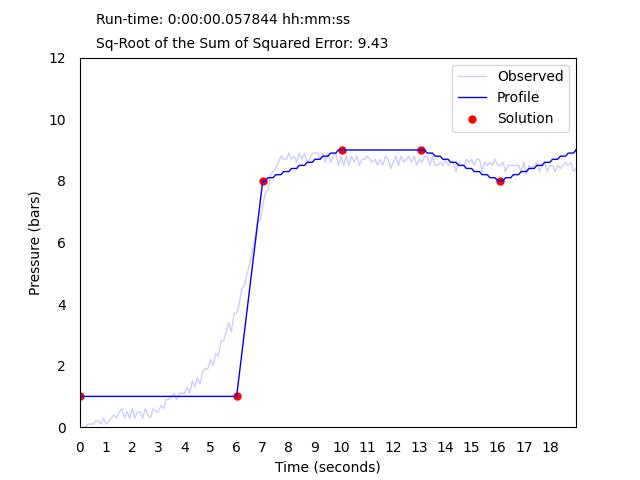 Run-time: 0:00:00.057844 hh:mm:ss
Sq-Root of the Sum of Squared Error: 9.43
12
10
8
6
4
2
0
Pressure (bars)
Observed
Profile
Solution
0 1 2 3 4 5 6 7 8 9 10 11 12 13 14 15 16 17 18
Time (seconds)